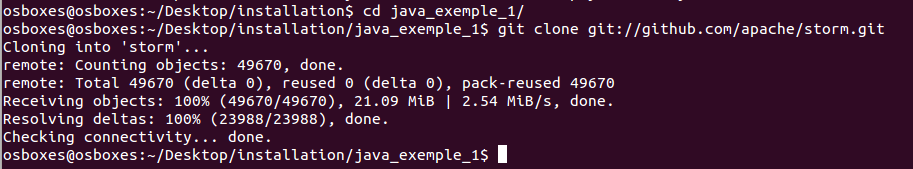 osboxes@osboxes:~/Desktop/installation$ cd java_exemple_1/
osboxes@osboxes:~/Desktop/installation/java_exemple_1$ git clone git://github.com/apache/storm.git
Cloning into 'storm'...
remote: Counting objects: 49670, done.
remote: Total 49670 (delta 0), reused 0 (delta 0), pack-reused 49670
Receiving objects: 100% (49670/49670), 21.09 MiB | 2.54 MiB/s, done.
Resolving deltas: 100% (23988/23988), done.
Checking connectivity... done.
osboxes@osboxes:~/Desktop/installation/java_exemple_1$